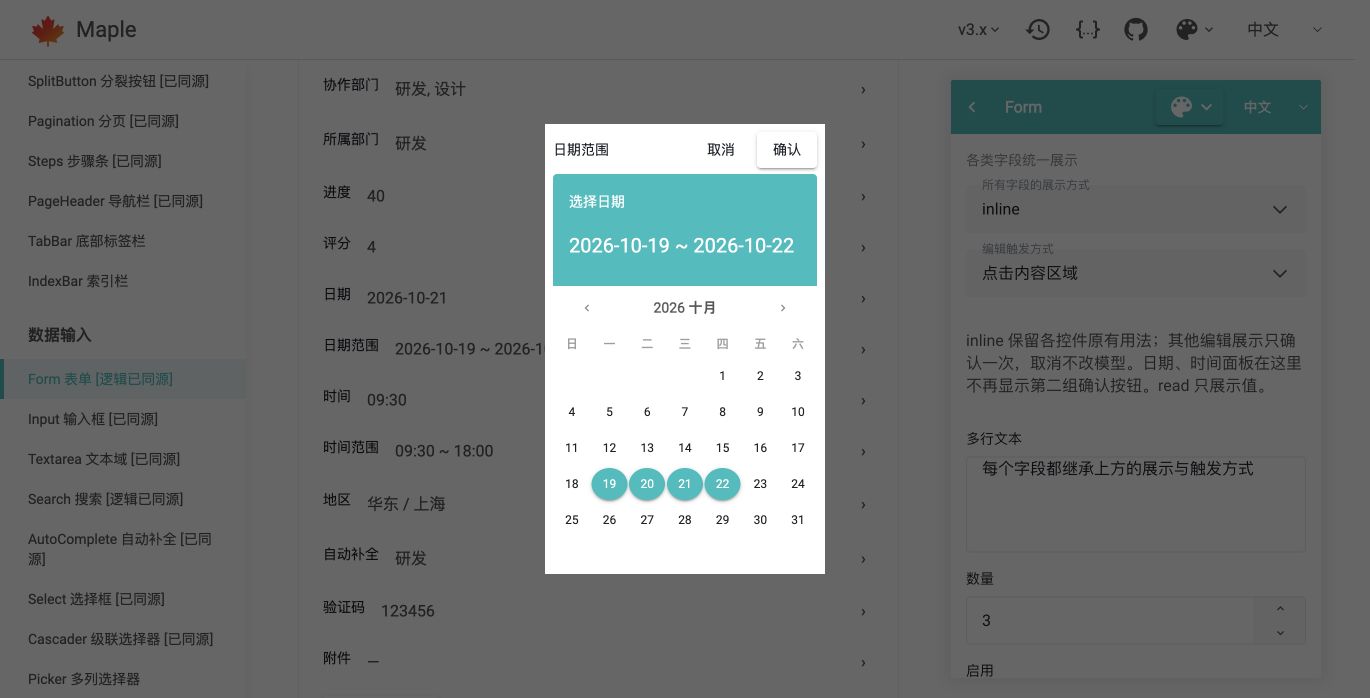 Maple
v3.x
{...}
中文
SplitButton 分裂按钮 [已同源]
Pagination 分页 [已同源]
Steps 步骤条 [已同源]
PageHeader 导航栏 [已同源]
TabBar 底部标签栏
IndexBar 索引栏
数据输入
Form 表单 [逻辑已同源]
Input 输入框 [已同源]
Textarea 文本域 [已同源]
Search 搜索 [逻辑已同源]
AutoComplete 自动补全 [已同
源]
Select 选择框 [已同源]
Cascader 级联选择器 [已同源]
Picker 多列选择器
协作部门 研发, 设计
所属部门 研发
进度 40
评分 4
日期 2026-10-21
日期范围 2026-10-19 ~ 2026-1
时间 09:30
时间范围 09:30 ~ 18:00
地区 华东 / 上海
自动补全 研发
验证码 123456
附件 —
日期范围 取消 确认
选择日期
2026-10-19 ~ 2026-10-22
2026 十月
日 一 二 三 四 五 六
1 2 3
4 5 6 7 8 9 10
11 12 13 14 15 16 17
18 19 20 21 22 23 24
25 26 27 28 29 30 31
Form 中文
各类字段统一展示
所有字段的展示方式
inline
编辑触发方式
点击内容区域
inline 保留各控件原有用法；其他编辑展示只确
认一次，取消不改模型。日期、时间面板在这里
不再显示第二组确认按钮。read 只展示值。
多行文本
每个字段都继承上方的展示与触发方式
数量
3
启用